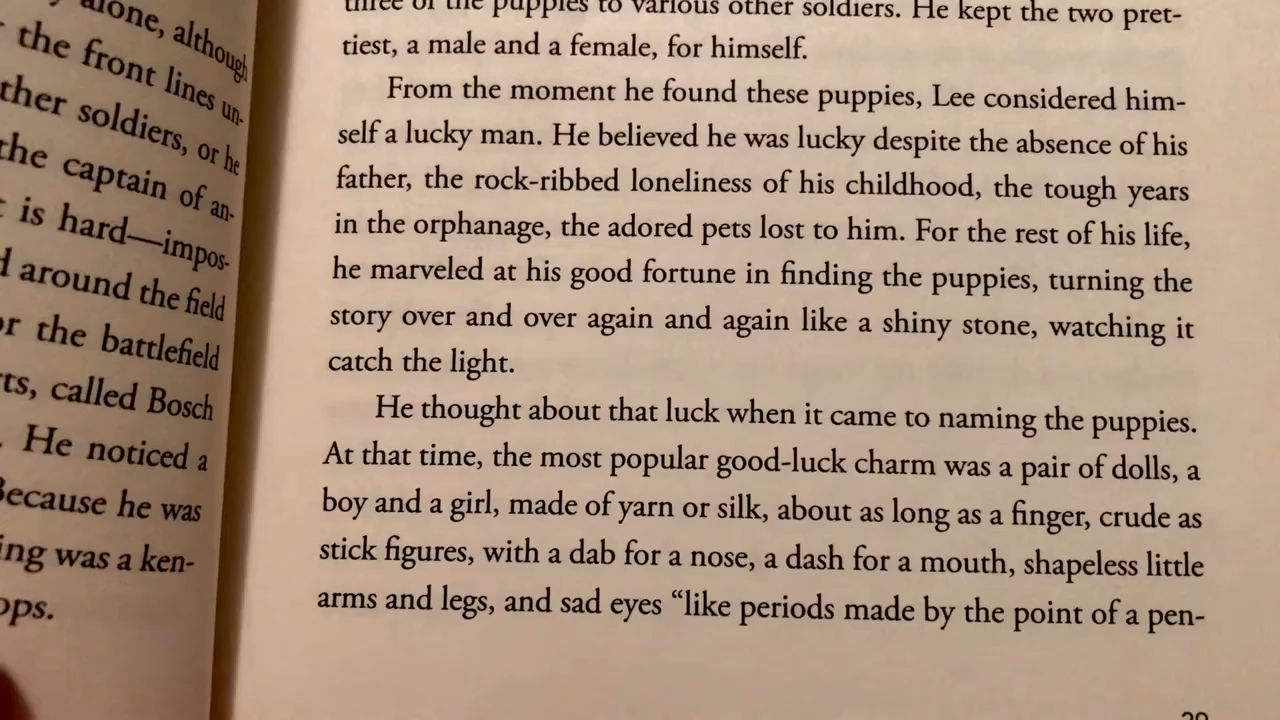 alone, although
the front lines un-
ther soldiers, or he
the captain of an-
is hard—impos-
around the field
the battlefield
called Bosch
He noticed a
Because he was
ing was a ken-
ops.
three of the puppies to various other soldiers. He kept the two pret-
tiest, a male and a female, for himself.
From the moment he found these puppies, Lee considered him-
self a lucky man. He believed he was lucky despite the absence of his
father, the rock-ribbed loneliness of his childhood, the tough years
in the orphanage, the adored pets lost to him. For the rest of his life,
he marveled at his good fortune in finding the puppies, turning the
story over and over again and again like a shiny stone, watching it
catch the light.
He thought about that luck when it came to naming the puppies.
At that time, the most popular good-luck charm was a pair of dolls, a
boy and a girl, made of yarn or silk, about as long as a finger, crude as
stick figures, with a dab for a nose, a dash for a mouth, shapeless little
arms and legs, and sad eyes “like periods made by the point of a pen-